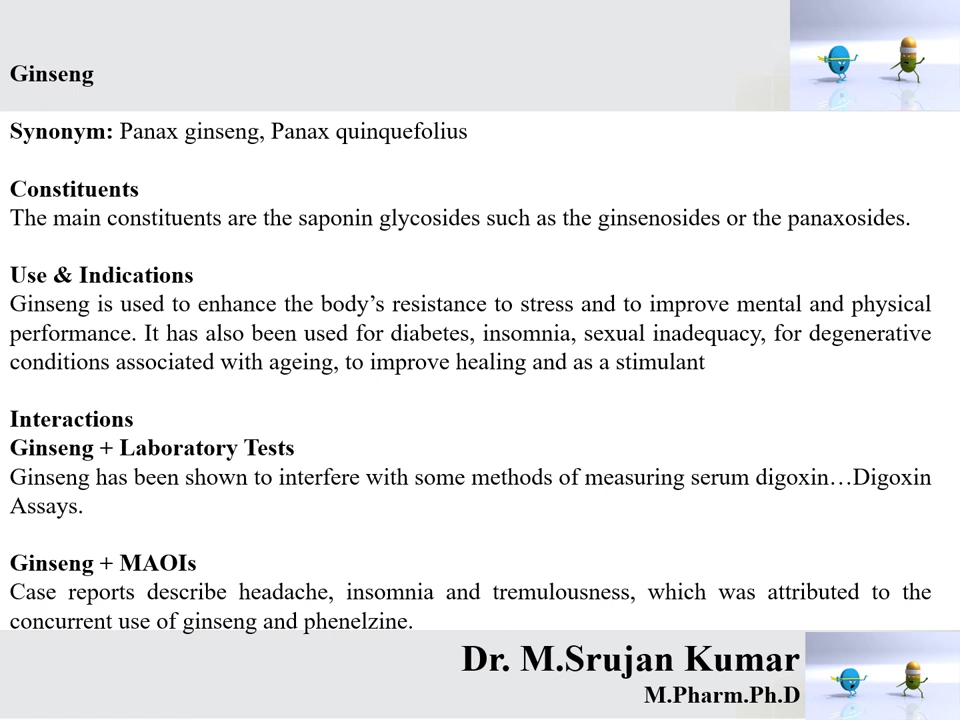 Ginseng
Synonym: Panax ginseng, Panax quinquefolius
Constituents
The main constituents are the saponin glycosides such as the ginsenosides or the panaxosides.
Use & Indications
Ginseng is used to enhance the body’s resistance to stress and to improve mental and physical
performance. It has also been used for diabetes, insomnia, sexual inadequacy, for degenerative
conditions associated with ageing, to improve healing and as a stimulant
Interactions
Ginseng + Laboratory Tests
Ginseng has been shown to interfere with some methods of measuring serum digoxin…Digoxin
Assays.
Ginseng + MAOIs
Case reports describe headache, insomnia and tremulousness, which was attributed to the
concurrent use of ginseng and phenelzine.
Dr. M.Srujan Kumar
M.Pharm.Ph.D